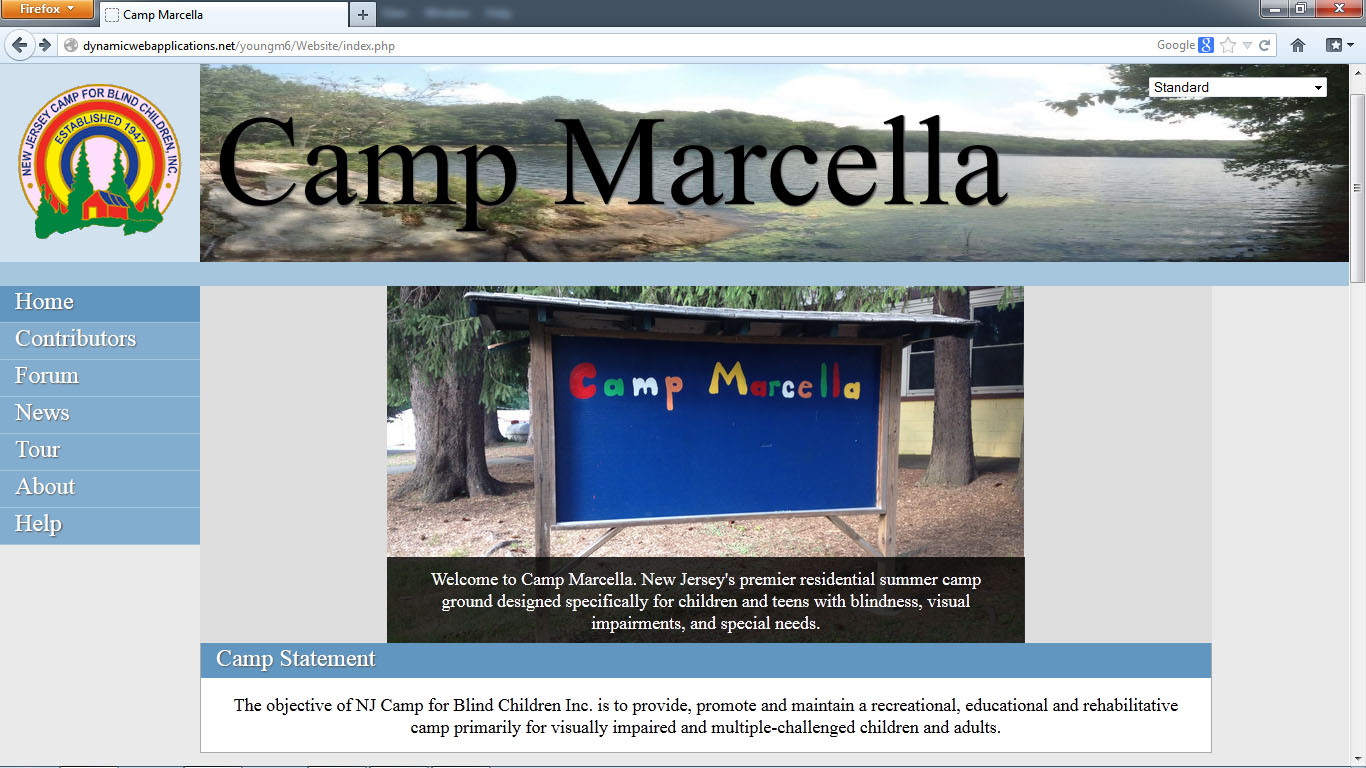 Firefox
Camp Marcella
dynamicwebapplications.net/youngm6/Website/index.php
Google
NEW JERSEY CAMP FOR BLIND CHILDREN, INC.
ESTABLISHED 1947
Camp Marcella
Standard
Home
Contributors
Forum
News
Tour
About
Help
Camp Marcella
Welcome to Camp Marcella. New Jersey's premier residential summer camp
ground designed specifically for children and teens with blindness, visual
impairments, and special needs.
Camp Statement
The objective of NJ Camp for Blind Children Inc. is to provide, promote and maintain a recreational, educational and rehabilitative
camp primarily for visually impaired and multiple-challenged children and adults.